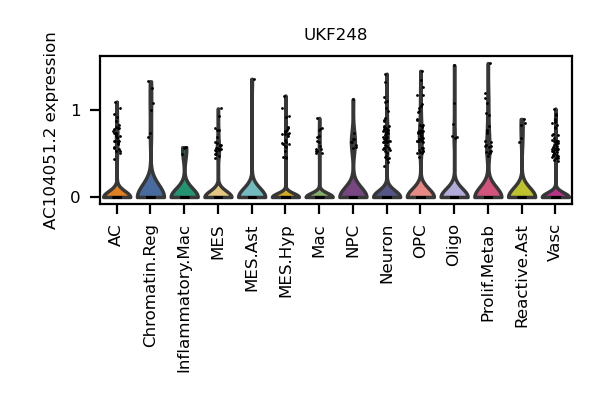 UKF248
AC104051.2 expression
1
0
AC
Chromatin.Reg
Inflammatory.Mac
MES
MES.Ast
MES.Hyp
Mac
NPC
Neuron
OPC
Oligo
Prolif.Metab
Reactive.Ast
Vasc